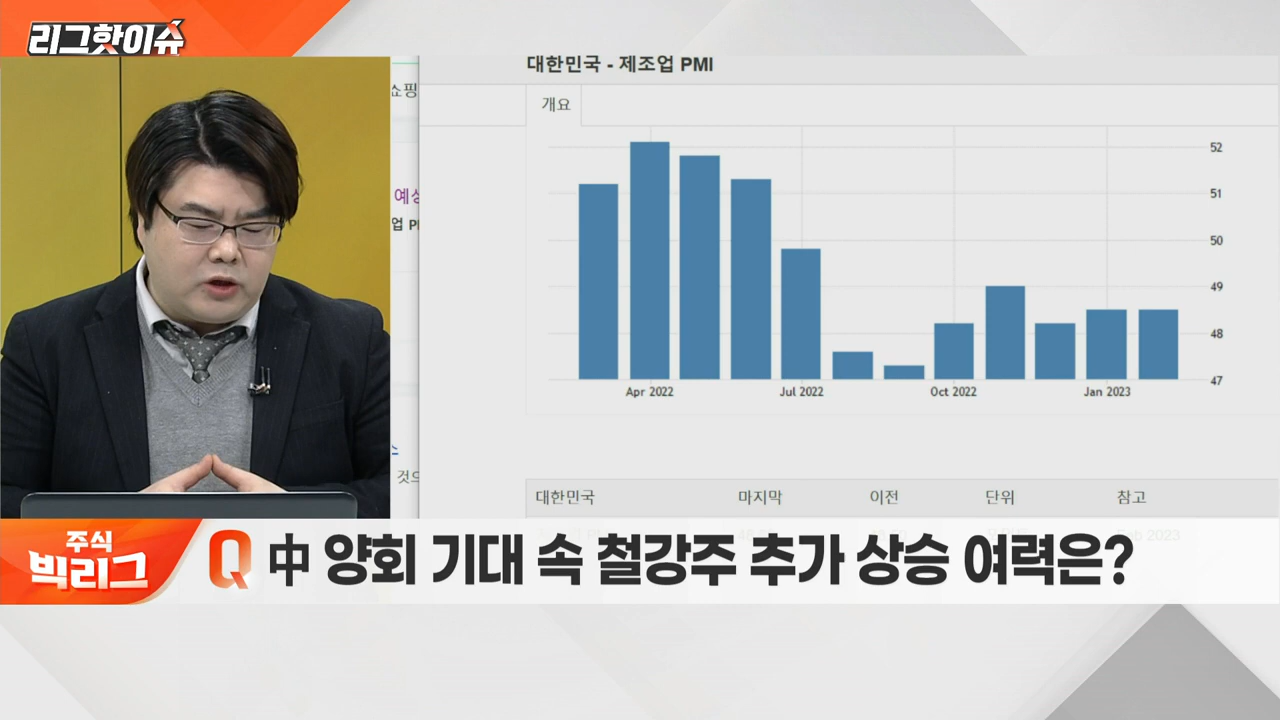 리그핫이슈
대한민국 - 제조업 PMI
쇼핑
개요
예상
업 PM
52
51
50
49
48
47
Apr 2022
Jul 2022
Oct 2022
Jan 2023
것으
대한민국 마지막 이전 단위 참고
2023
주식
빅리그
Q 中 양회 기대 속 철강주 추가 상승 여력은?